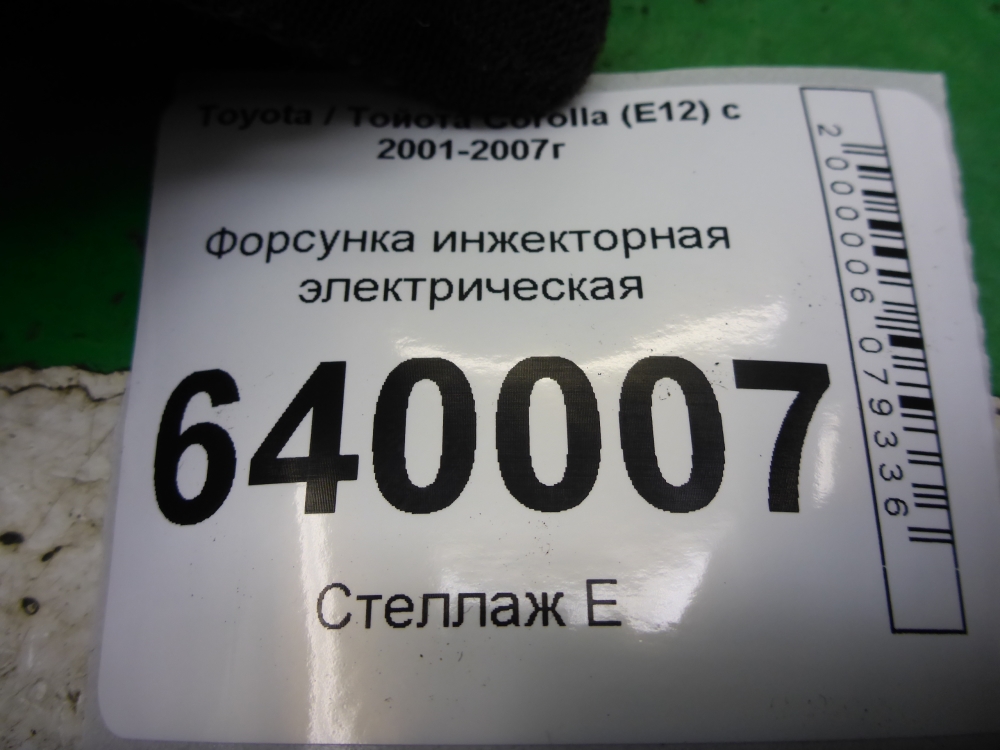 Toyota / Тойота Corolla (E12) с
2001-2007г
Форсунка инжекторная
электрическая
640007
Стеллаж Е
2000006079336